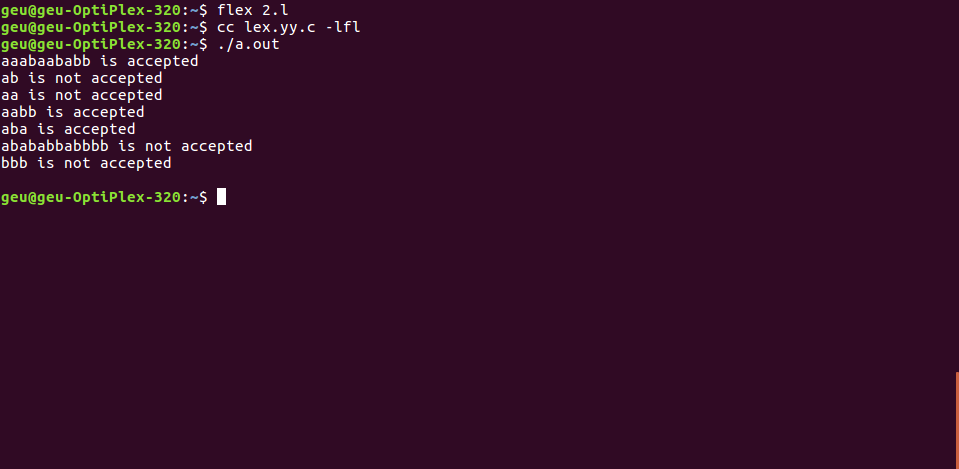 geu@geu-OptiPlex-320:~$ flex 2.l
geu@geu-OptiPlex-320:~$ cc lex.yy.c -lfl
geu@geu-OptiPlex-320:~$ ./a.out
aaabaababb is accepted
ab is not accepted
aa is not accepted
aabb is accepted
aba is accepted
abababbabbbb is not accepted
bbb is not accepted
geu@geu-OptiPlex-320:~$